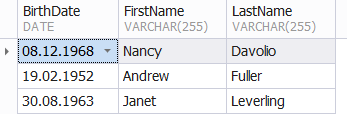 BirthDate FirstName LastName
DATE VARCHAR(255) VARCHAR(255)
08.12.1968 Nancy Davolio
19.02.1952 Andrew Fuller
30.08.1963 Janet Leverling